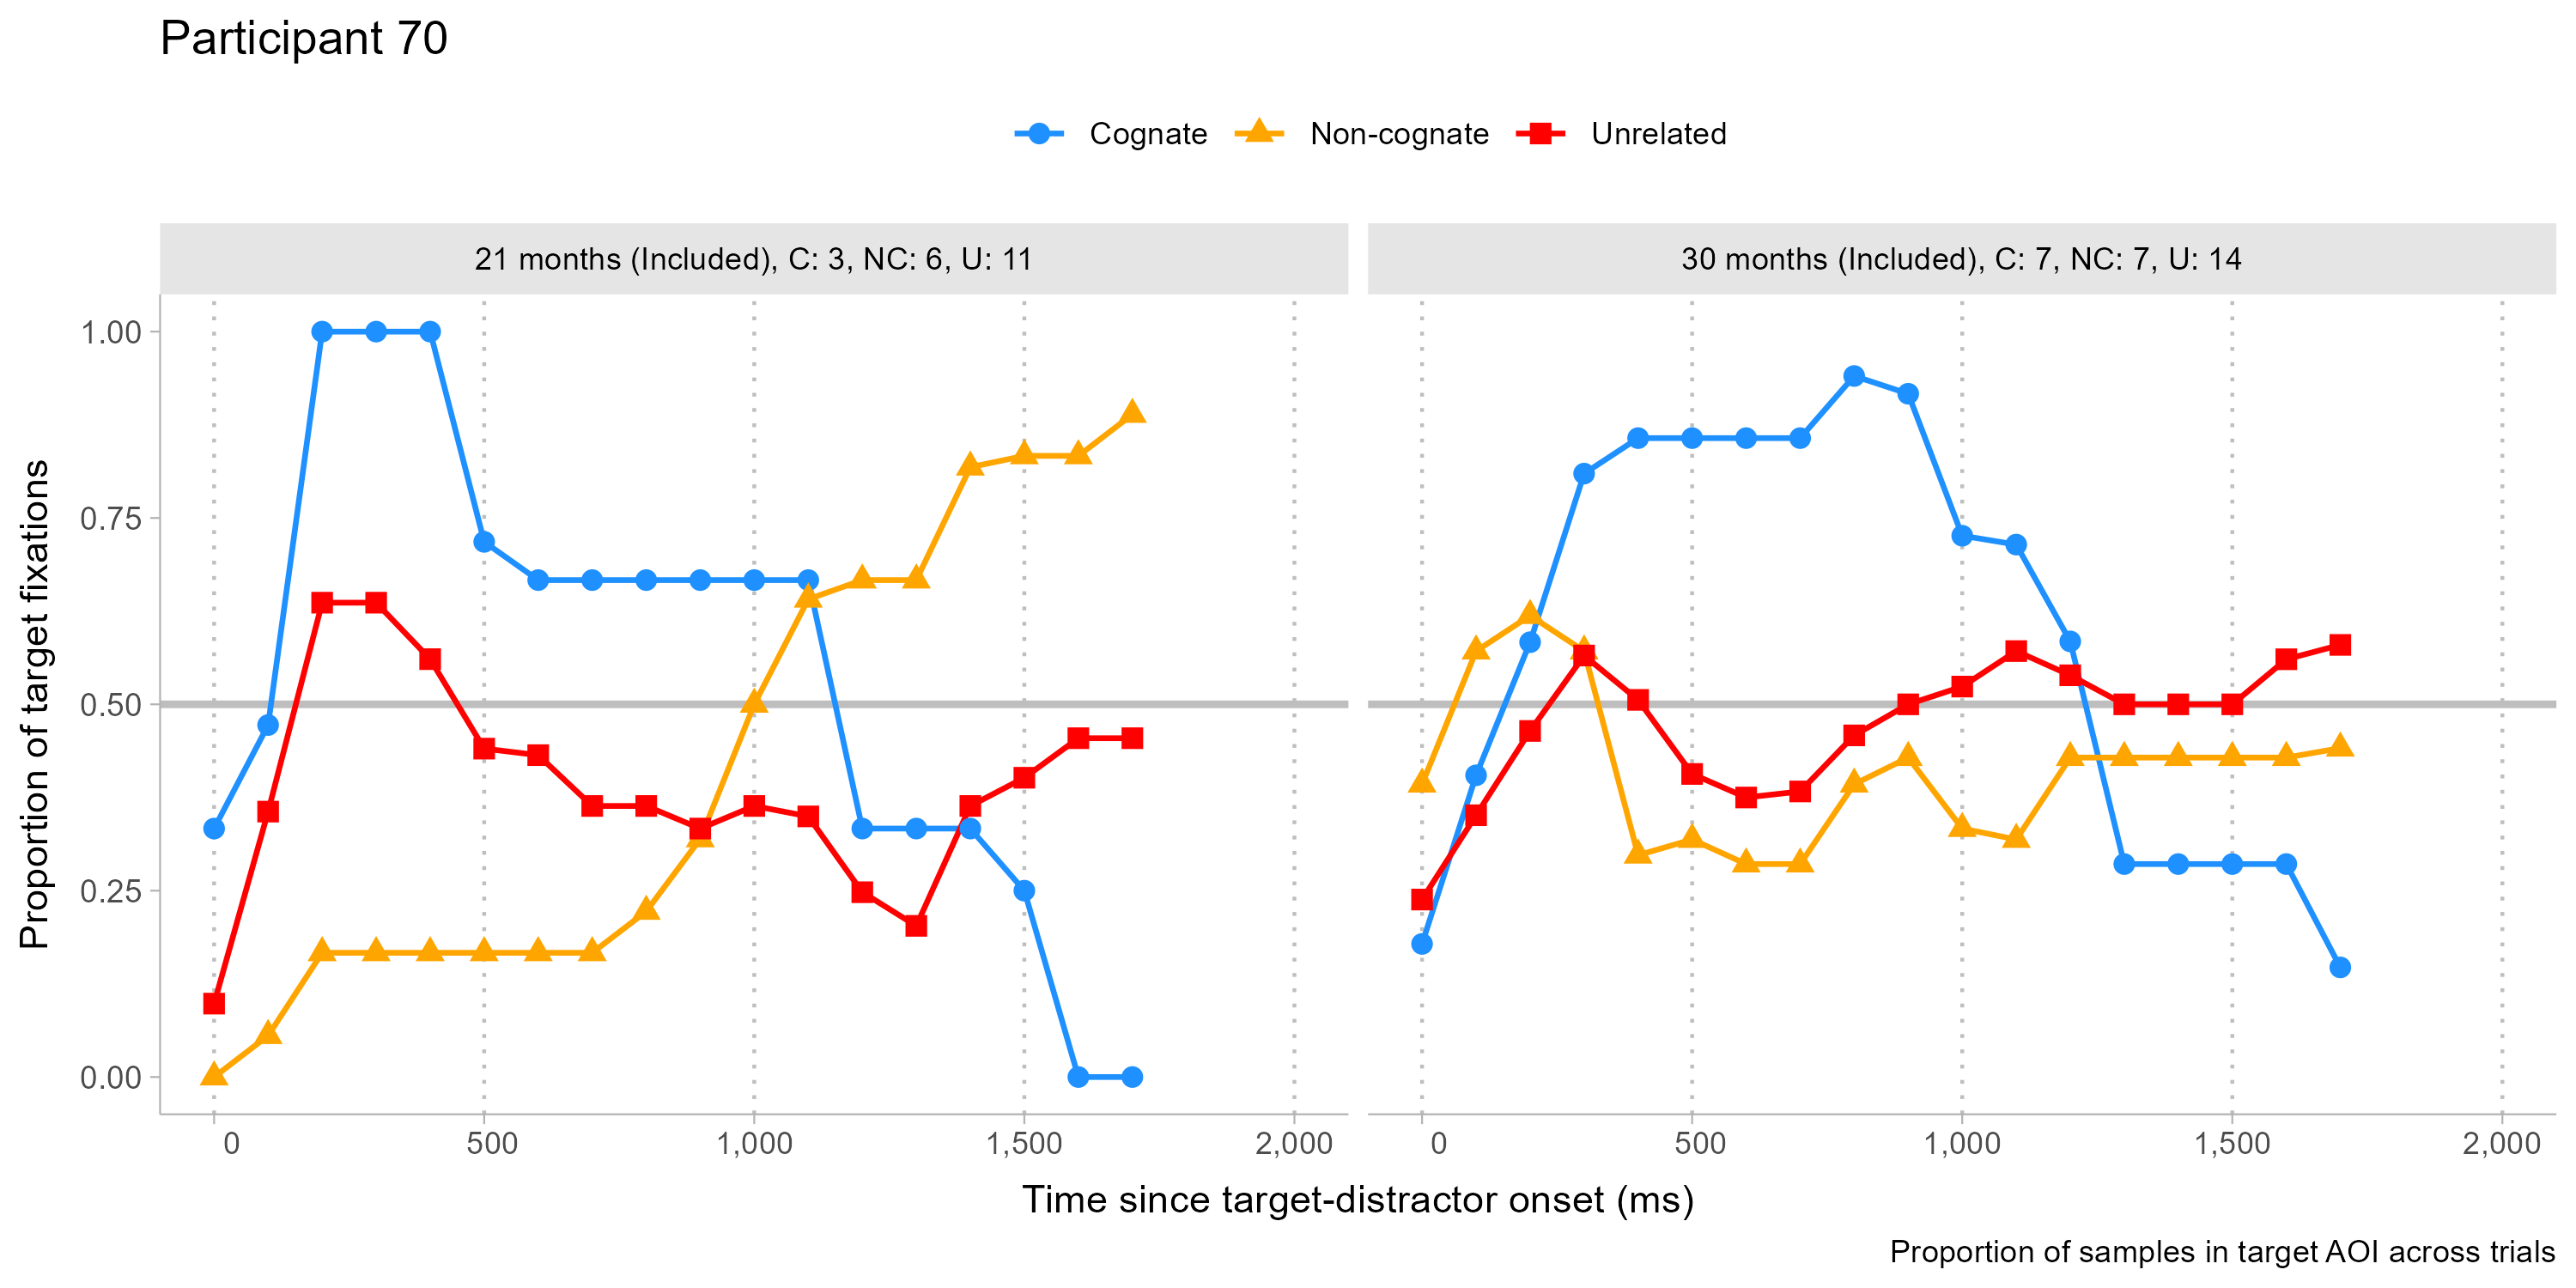 Participant 70
Cognate Non-cognate Unrelated
21 months (Included), C: 3, NC: 6, U: 11
30 months (Included), C: 7, NC: 7, U: 14
Proportion of target fixations
1.00
0.75
0.50
0.25
0.00
0 500 1,000 1,500 2,000
0 500 1,000 1,500 2,000
Time since target-distractor onset (ms)
Proportion of samples in target AOI across trials